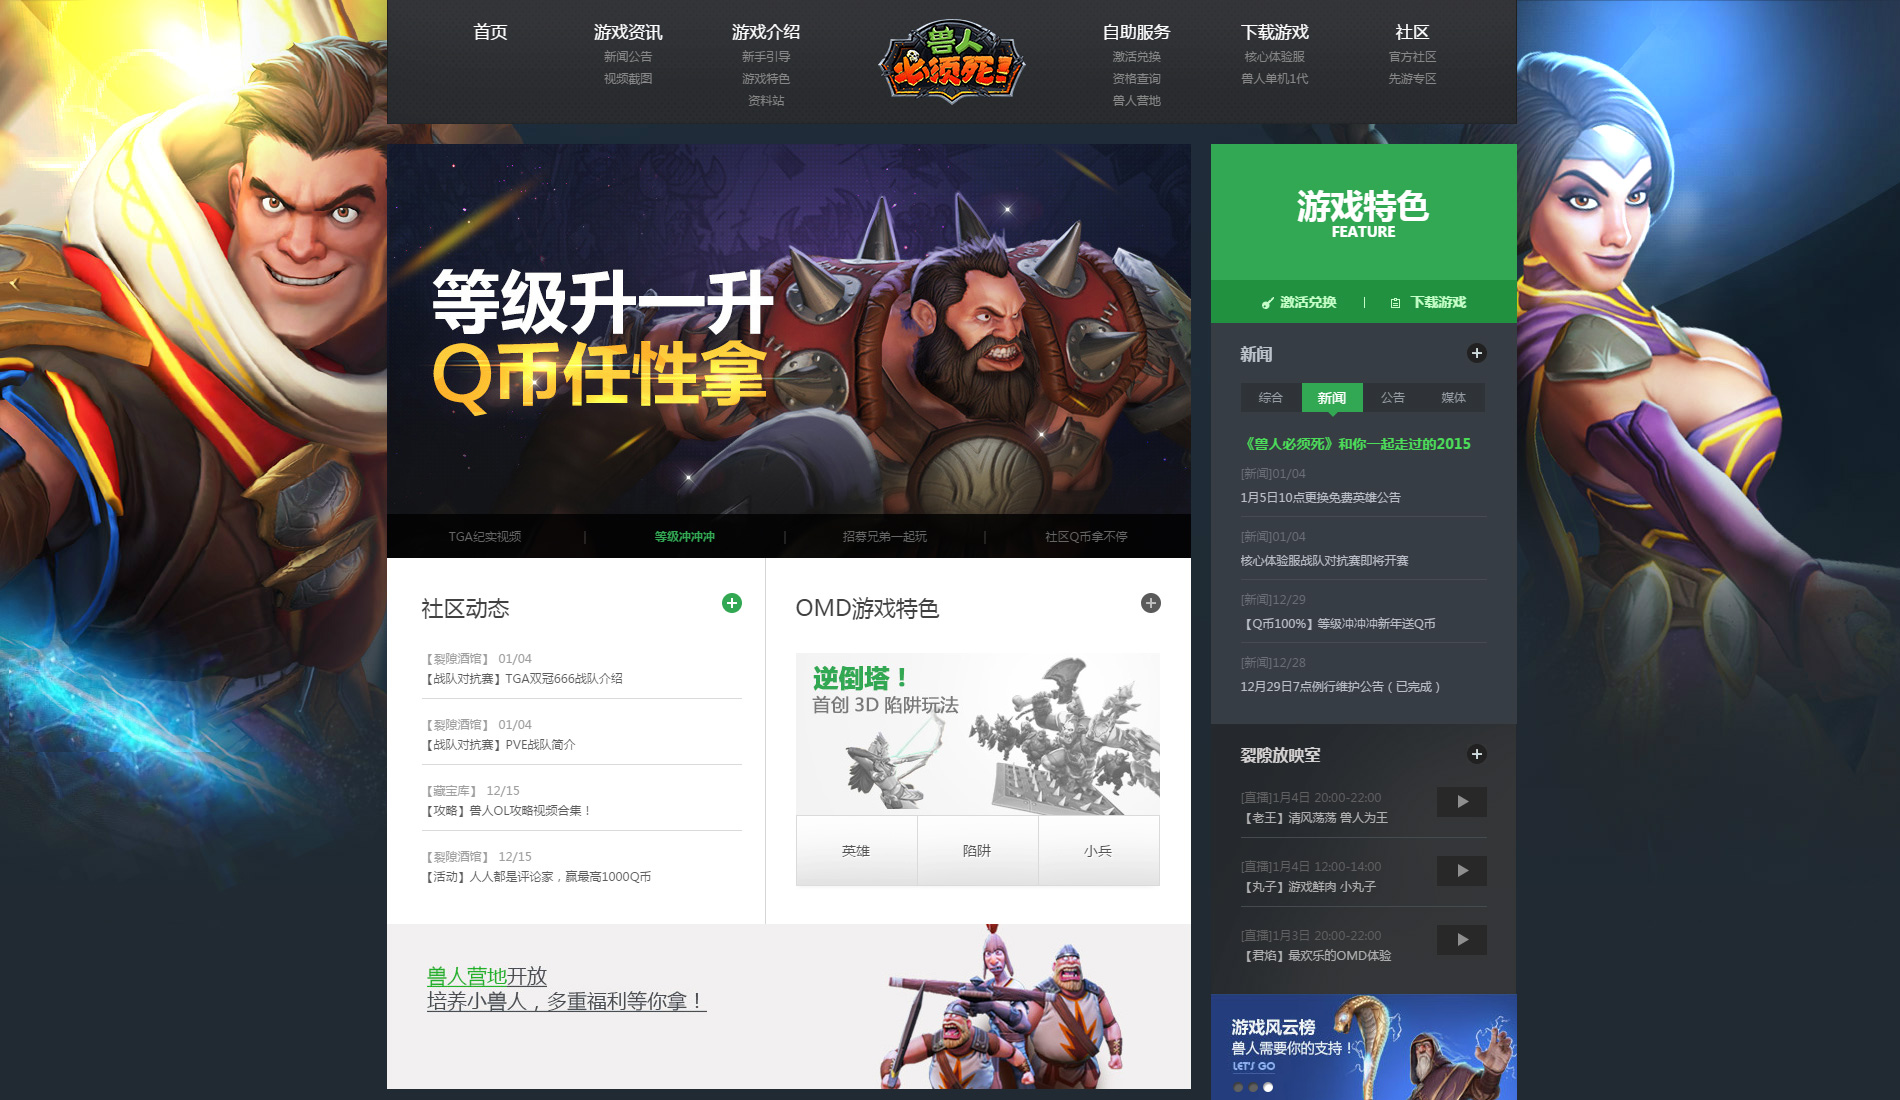 首页
游戏资讯
新闻公告
视频截图
游戏介绍
新手引导
游戏特色
资料站
兽人
必须死!
自助服务
激活兑换
资格查询
兽人营地
下载游戏
核心体验服
兽人单机1代
社区
官方社区
先游专区
等级升一升
Q币任性拿
TGA纪实视频 | 等级冲冲冲 | 招募兄弟一起玩 | 社区Q币拿不停
社区动态
【裂隙酒馆】 01/04
【战队对抗赛】TGA双冠666战队介绍
【裂隙酒馆】 01/04
【战队对抗赛】PVE战队简介
【藏宝库】 12/15
【攻略】兽人OL攻略视频合集！
【裂隙酒馆】 12/15
【活动】人人都是评论家，赢最高1000Q币
OMD游戏特色
逆倒塔！
首创 3D 陷阱玩法
英雄 陷阱 小兵
兽人营地开放
培养小兽人，多重福利等你拿！
游戏特色
FEATURE
激活兑换 | 下载游戏
新闻
综合 新闻 公告 媒体
《兽人必须死》和你一起走过的2015
[新闻]01/04
1月5日10点更换免费英雄公告
[新闻]01/04
核心体验服战队对抗赛即将开赛
[新闻]12/29
【Q币100%】等级冲冲冲新年送Q币
[新闻]12/28
12月29日7点例行维护公告（已完成）
裂隙放映室
[直播]1月4日 20:00-22:00
【老王】清风荡荡 兽人为王
[直播]1月4日 12:00-14:00
【丸子】游戏鲜肉 小丸子
[直播]1月3日 20:00-22:00
【君焰】最欢乐的OMD体验
游戏风云榜
兽人需要你的支持！
LET'S GO